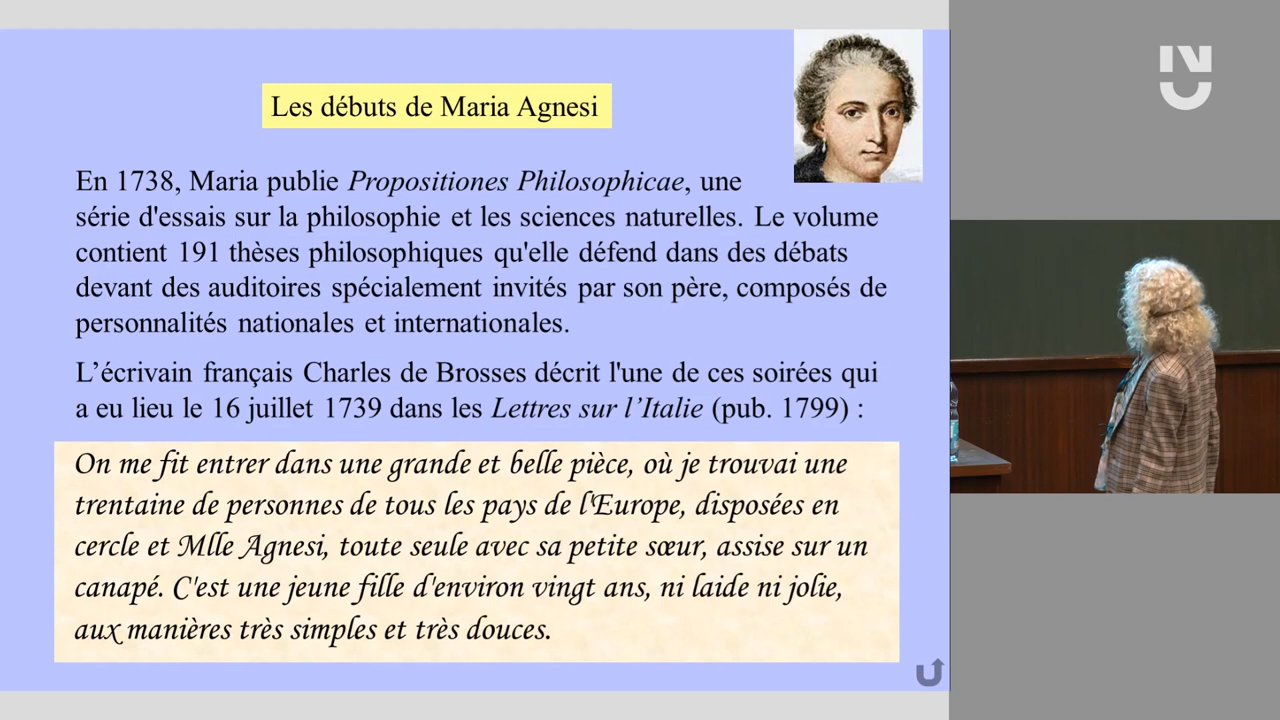 Les débuts de Maria Agnesi
En 1738, Maria publie Propositiones Philosophicae, une
série d'essais sur la philosophie et les sciences naturelles. Le volume
contient 191 thèses philosophiques qu'elle défend dans des débats
devant des auditoires spécialement invités par son père, composés de
personnalités nationales et internationales.
L’écrivain français Charles de Brosses décrit l'une de ces soirées qui
a eu lieu le 16 juillet 1739 dans les Lettres sur l’Italie (pub. 1799) :
On me fit entrer dans une grande et belle pièce, où je trouvai une
trentaine de personnes de tous les pays de l'Europe, disposées en
cercle et Mlle Agnesi, toute seule avec sa petite sœur, assise sur un
canapé. C'est une jeune fille d'environ vingt ans, ni laide ni jolie,
aux manières très simples et très douces.